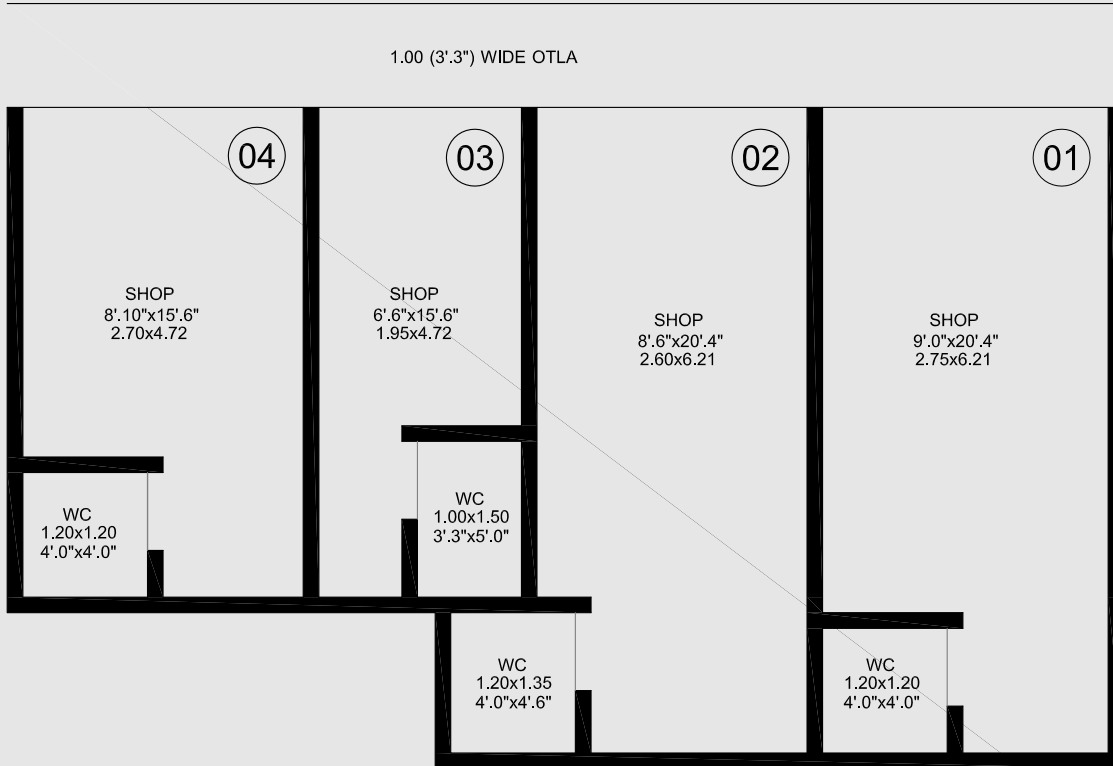 1.00 (3'.3") WIDE OTLA
04
03
02
01
SHOP
8'.10"x15'.6"
2.70x4.72
SHOP
6'.6"x15'.6"
1.95x4.72
SHOP
8'.6"x20'.4"
2.60x6.21
SHOP
9'.0"x20'.4"
2.75x6.21
WC
1.20x1.20
4'.0"x4'.0"
WC
1.00x1.50
3'.3"x5'.0"
WC
1.20x1.35
4'.0"x4'.6"
WC
1.20x1.20
4'.0"x4'.0"